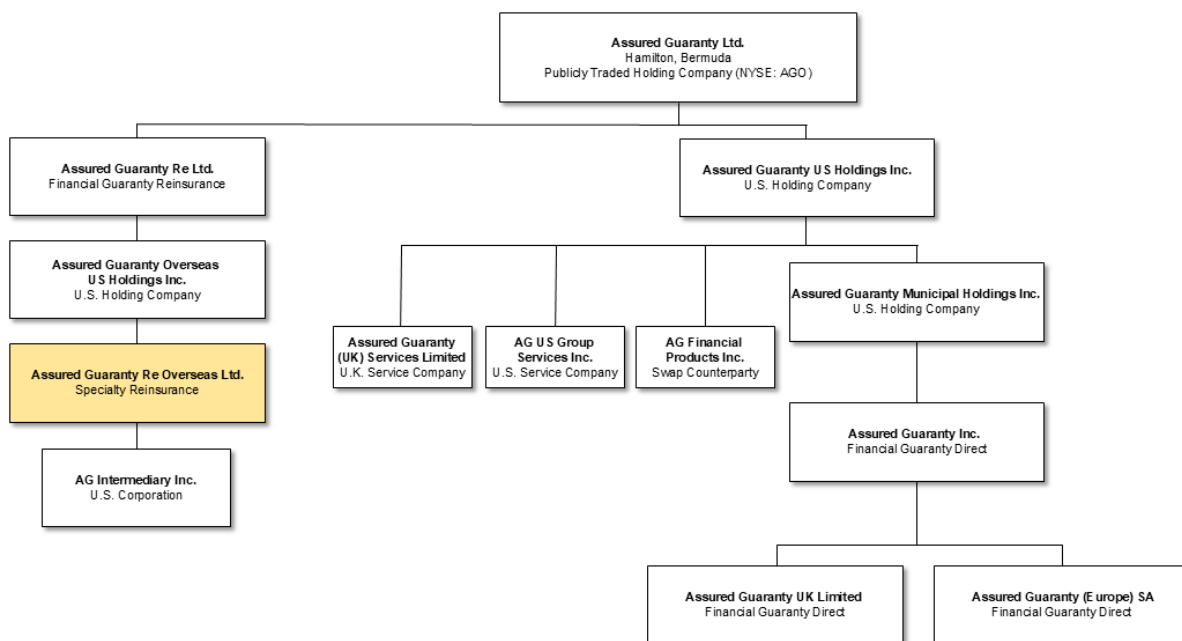 Assured Guaranty Ltd.
Hamilton, Bermuda
Publicly Traded Holding Company (NYSE: AGO)
Assured Guaranty Re Ltd.
Financial Guaranty Reinsurance
Assured Guaranty US Holdings Inc.
U.S. Holding Company
Assured Guaranty Overseas
US Holdings Inc.
U.S. Holding Company
Assured Guaranty Municipal Holdings Inc.
U.S. Holding Company
Assured Guaranty
(UK) Services Limited
U.K. Service Company
AG US Group
Services Inc.
U.S. Service Company
AG Financial
Products Inc.
Swap Counterparty
Assured Guaranty Re Overseas Ltd.
Specialty Reinsurance
Assured Guaranty Inc.
Financial Guaranty Direct
AG Intermediary Inc.
U.S. Corporation
Assured Guaranty UK Limited
Financial Guaranty Direct
Assured Guaranty (Europe) SA
Financial Guaranty Direct